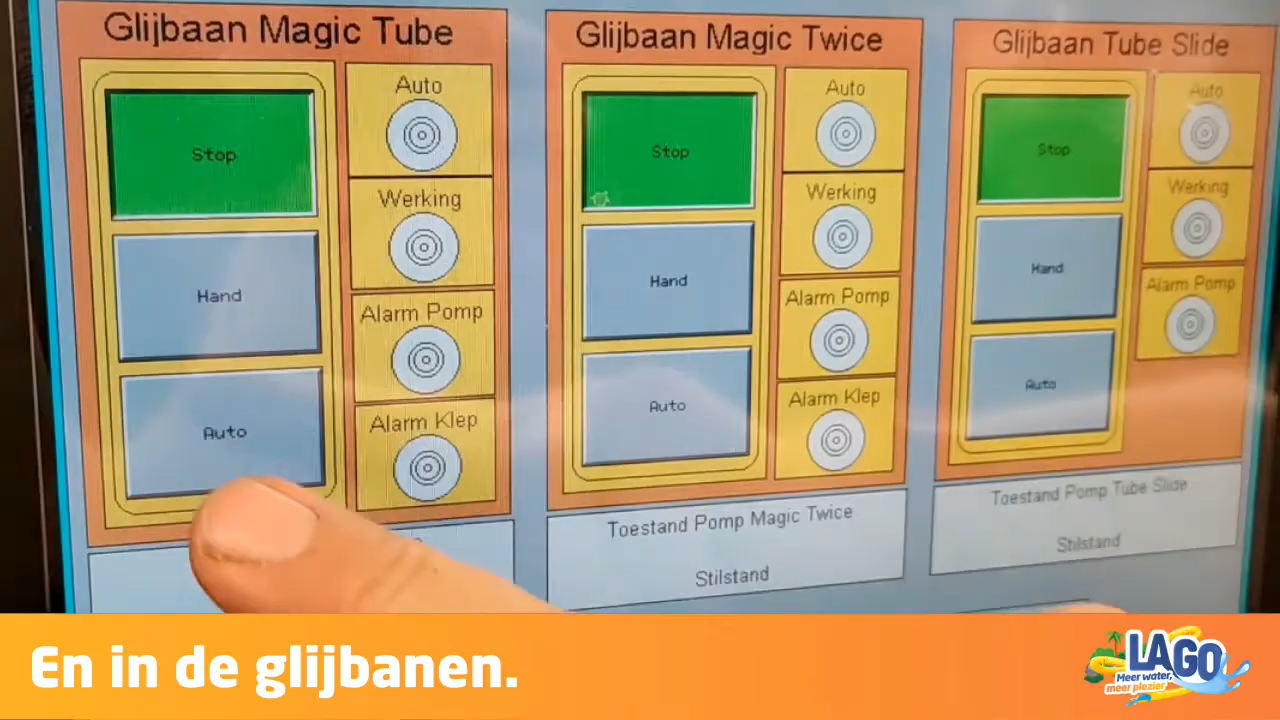 Glijbaan Magic Tube
Stop
Hand
Auto
Auto
Werking
Alarm Pomp
Alarm Klep
Glijbaan Magic Twice
Stop
Hand
Auto
Auto
Werking
Alarm Pomp
Alarm Klep
Toestand Pomp Magic Twice
Stilstand
Glijbaan Tube Slide
Stop
Hand
Auto
Auto
Werking
Alarm Pomp
Toestand Pomp Tube Slide
Stilstand
En in de glijbanen.
LAGO
Meer water,
meer plezier